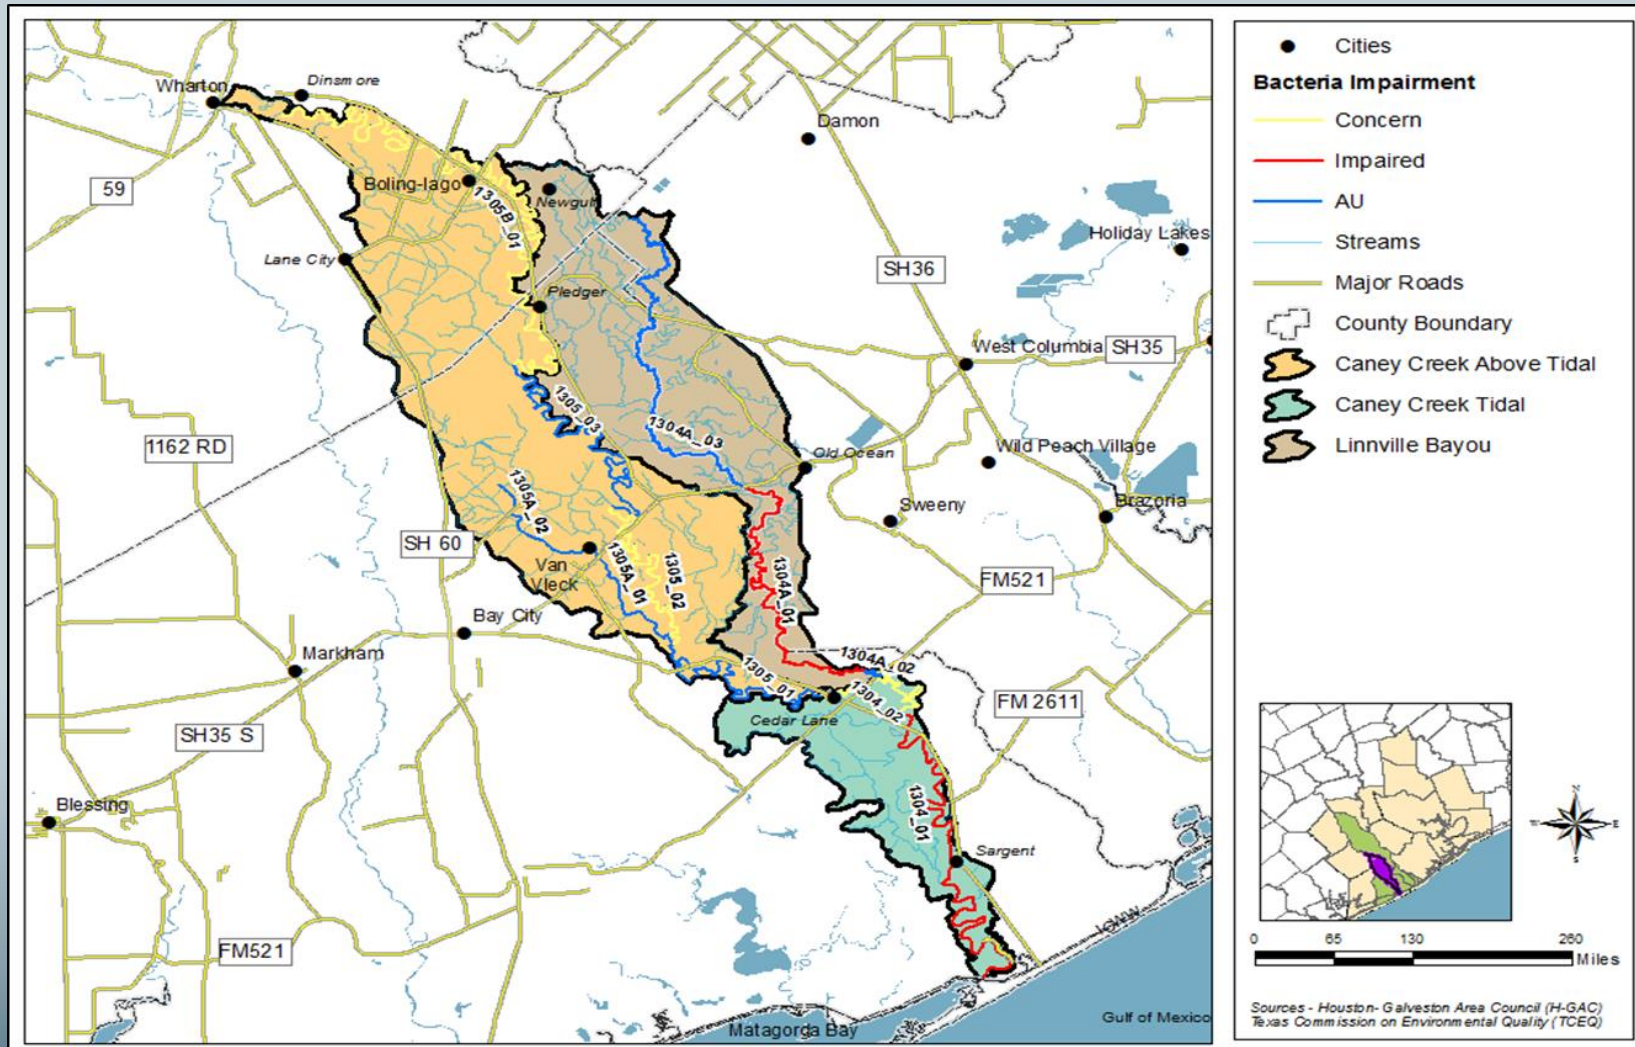 Wharton
Dinsmore
Damon
59
Boling-Iago
Newgulf
1305B_01
Lane City
Holiday Lakes
SH36
Pledger
West Columbia
SH35
1305_03
1304A_03
1162 RD
Old Ocean
Wild Peach Village
1305A_02
Sweeny
Brazoria
SH 60
Van
Vleck
1305A_01
1305_02
1304A_01
FM521
Bay City
Markham
1304A_02
1305_01
1304_02
FM 2611
Cedar Lane
SH35 S
1304_01
Blessing
Sargent
FM521
GIWW
Gulf of Mexico
Matagorda Bay
Cities
Bacteria Impairment
Concern
Impaired
AU
Streams
Major Roads
County Boundary
Caney Creek Above Tidal
Caney Creek Tidal
Linnville Bayou
N
W
E
S
0 65 130 260
Miles
Sources - Houston- Galveston Area Council (H-GAC)
Texas Commission on Environmental Quality (TCEQ)